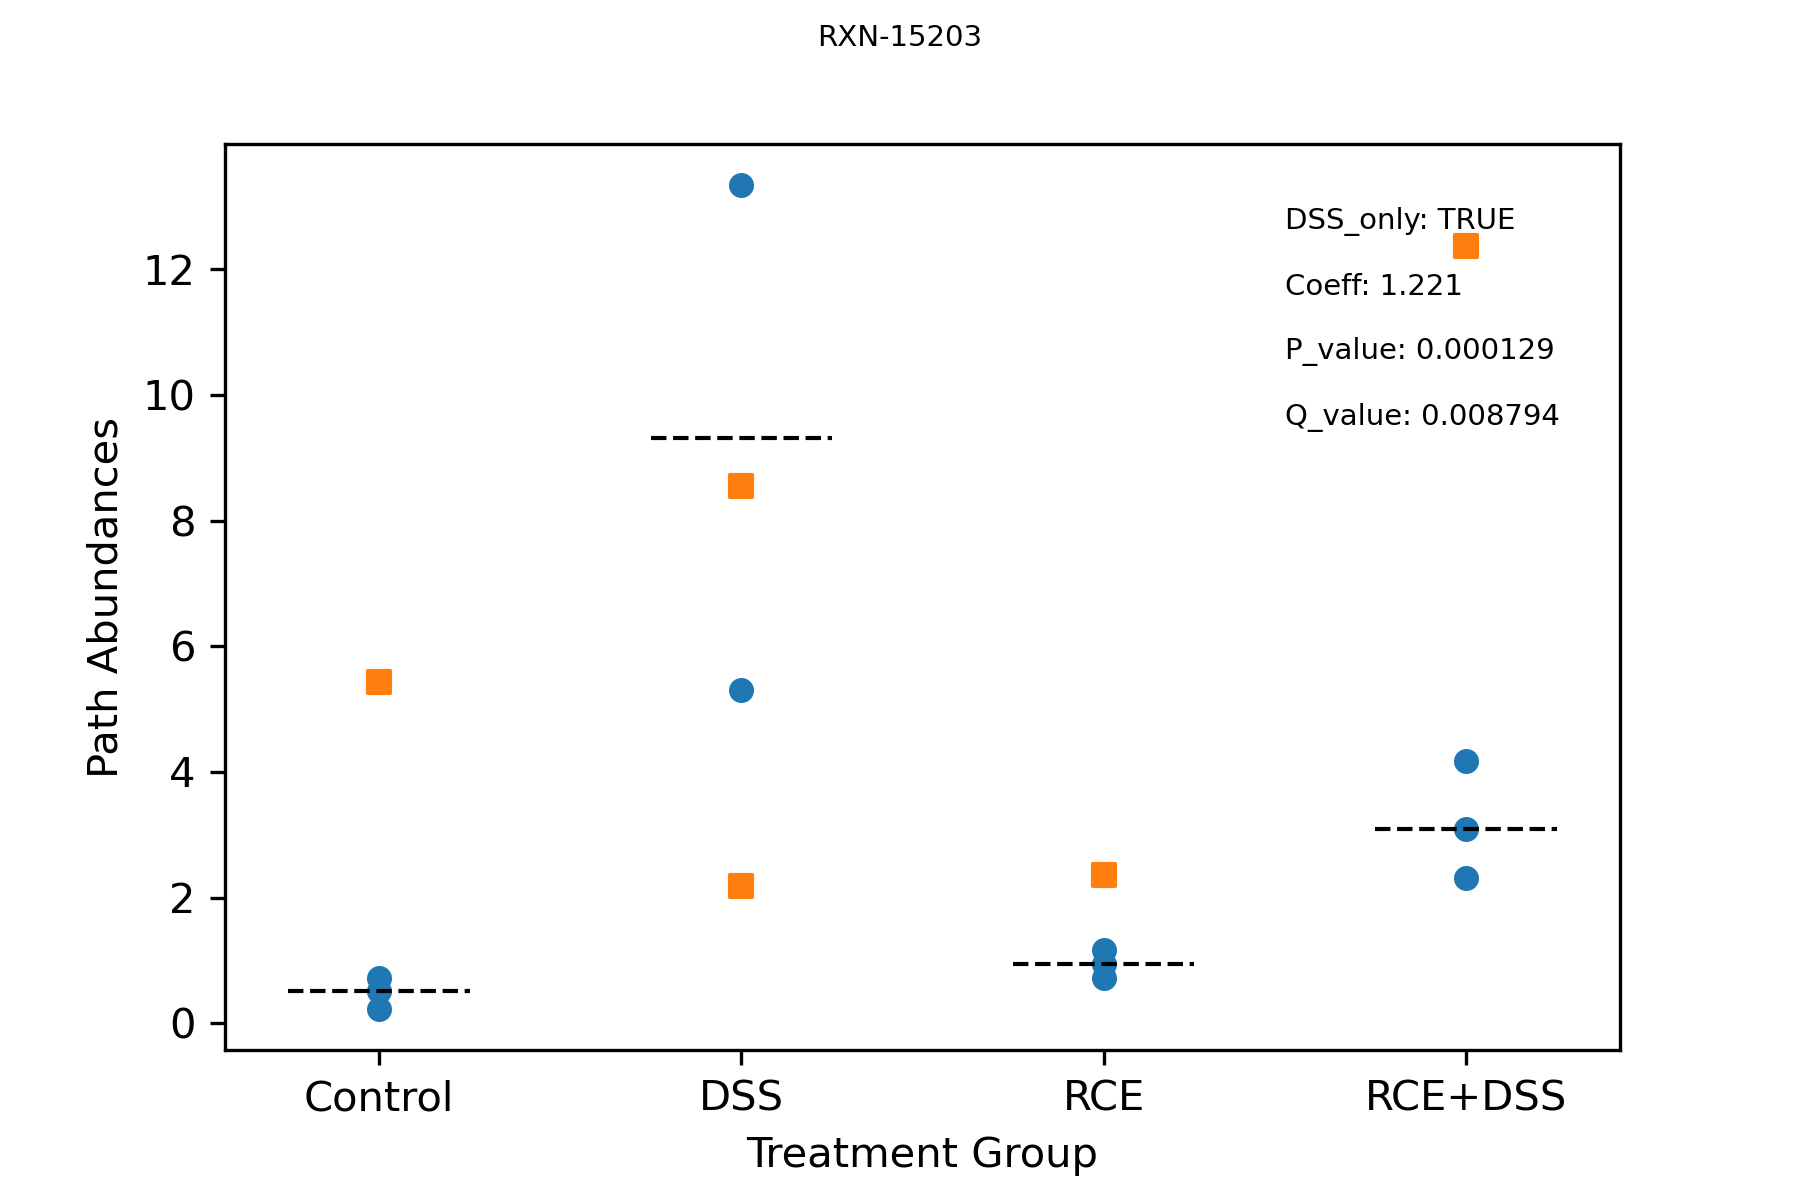 RXN-15203
DSS_only: TRUE
Coeff: 1.221
P_value: 0.000129
Q_value: 0.008794
Path Abundances
12
10
8
6
4
2
0
Control DSS RCE RCE+DSS
Treatment Group